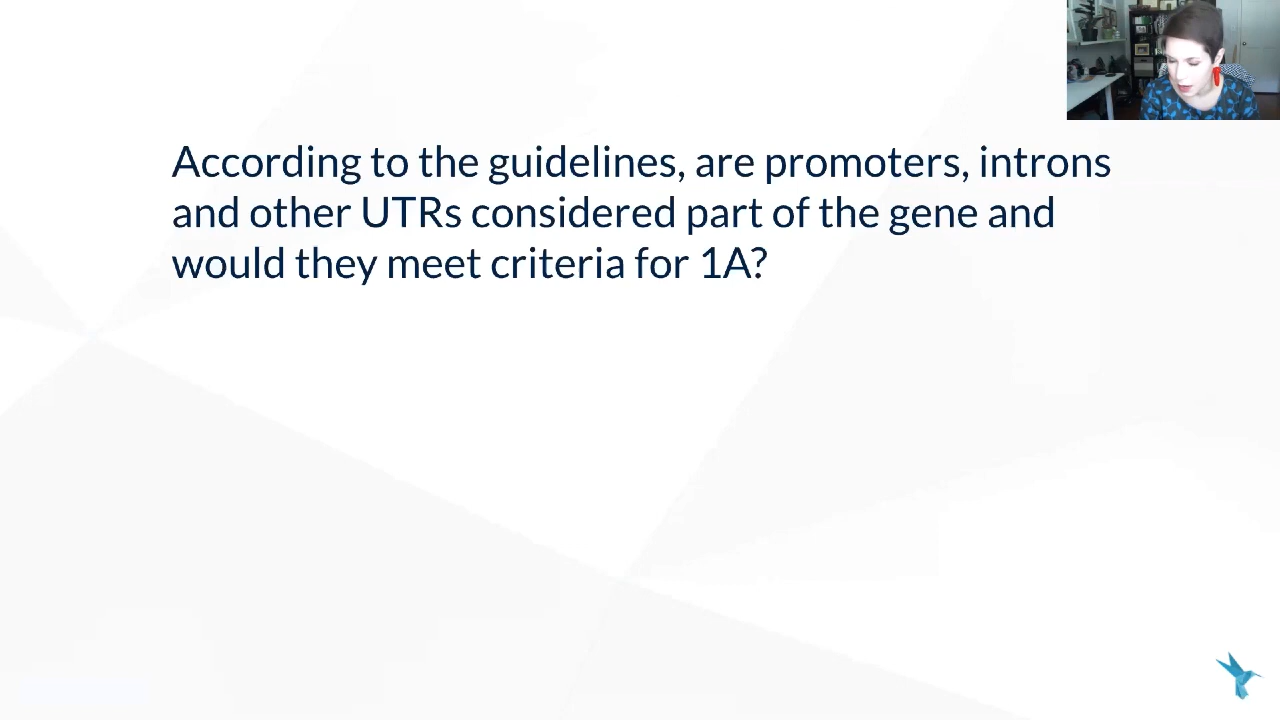 According to the guidelines, are promoters, introns
and other UTRs considered part of the gene and
would they meet criteria for 1A?